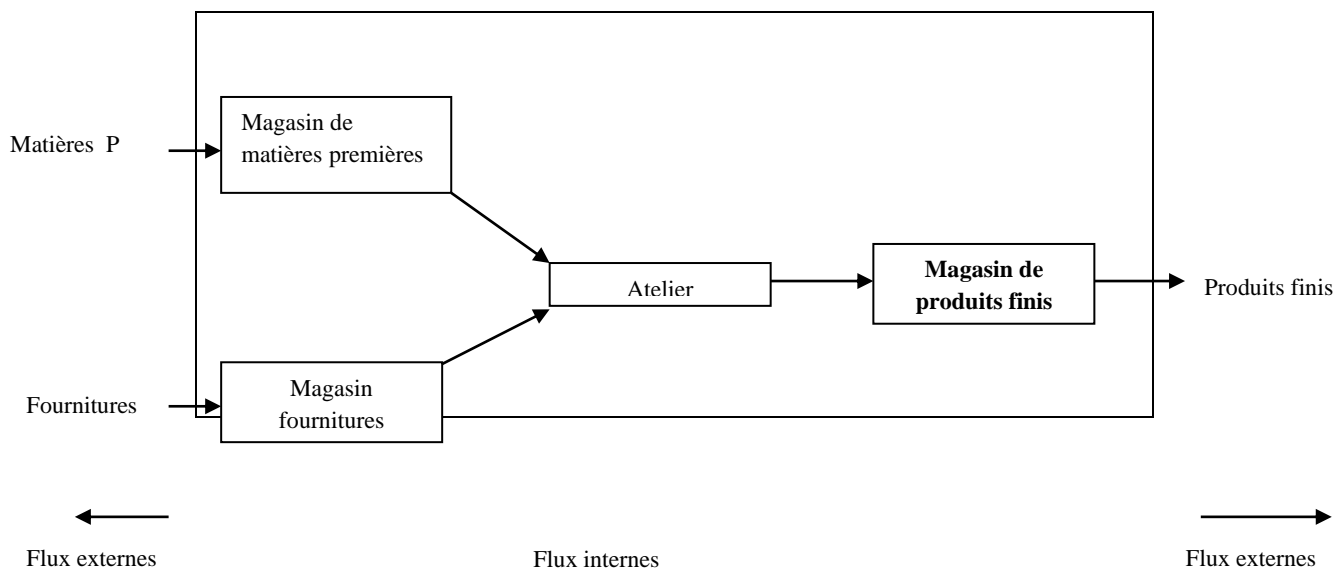 Magasin de
matières premières
Matières P
Atelier
Magasin de
produits finis
Produits finis
Fournitures
Magasin
fournitures
Flux externes
Flux internes
Flux externes